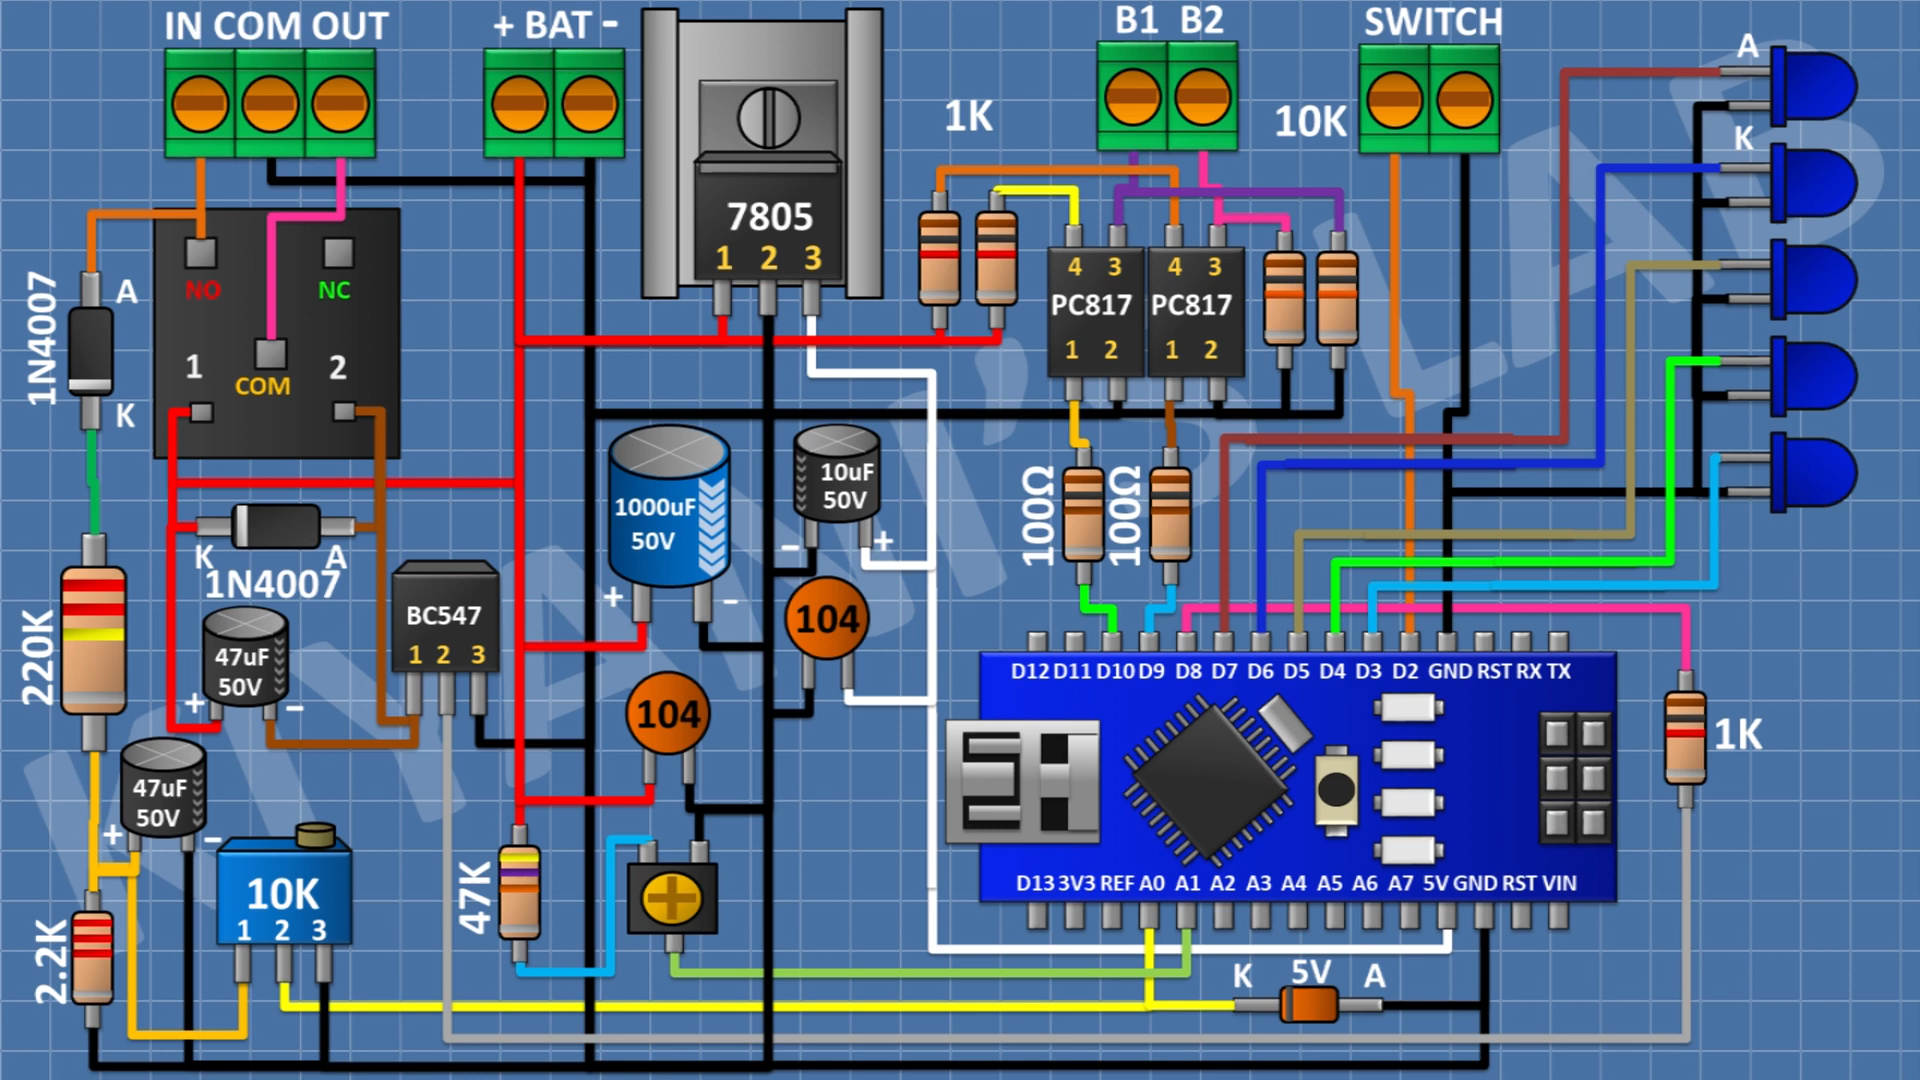 IN COM OUT
+ BAT -
B1 B2
SWITCH
1K
10K
A
K
7805
1 2 3
NO
NC
1
COM
2
1N4007
A
K
4 3
PC817
1 2
4 3
PC817
1 2
1000uF
50V
+ -
10uF
50V
- +
100Ω
100Ω
K A
1N4007
BC547
1 2 3
104
104
220K
47uF
50V
+ -
47uF
50V
+ -
10K
1 2 3
2.2K
47K
D12 D11 D10 D9 D8 D7 D6 D5 D4 D3 D2 GND RST RX TX
D13 3V3 REF A0 A1 A2 A3 A4 A5 A6 A7 5V GND RST VIN
1K
K 5V A
KIYANI'S LAB